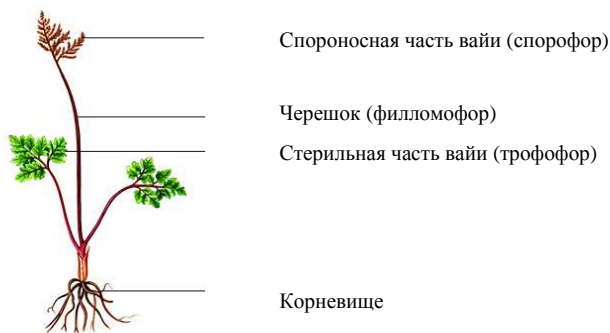 Спороносная часть вайи (спорофор)
Черешок (филломофор)
Стерильная часть вайи (трофофор)
Корневище